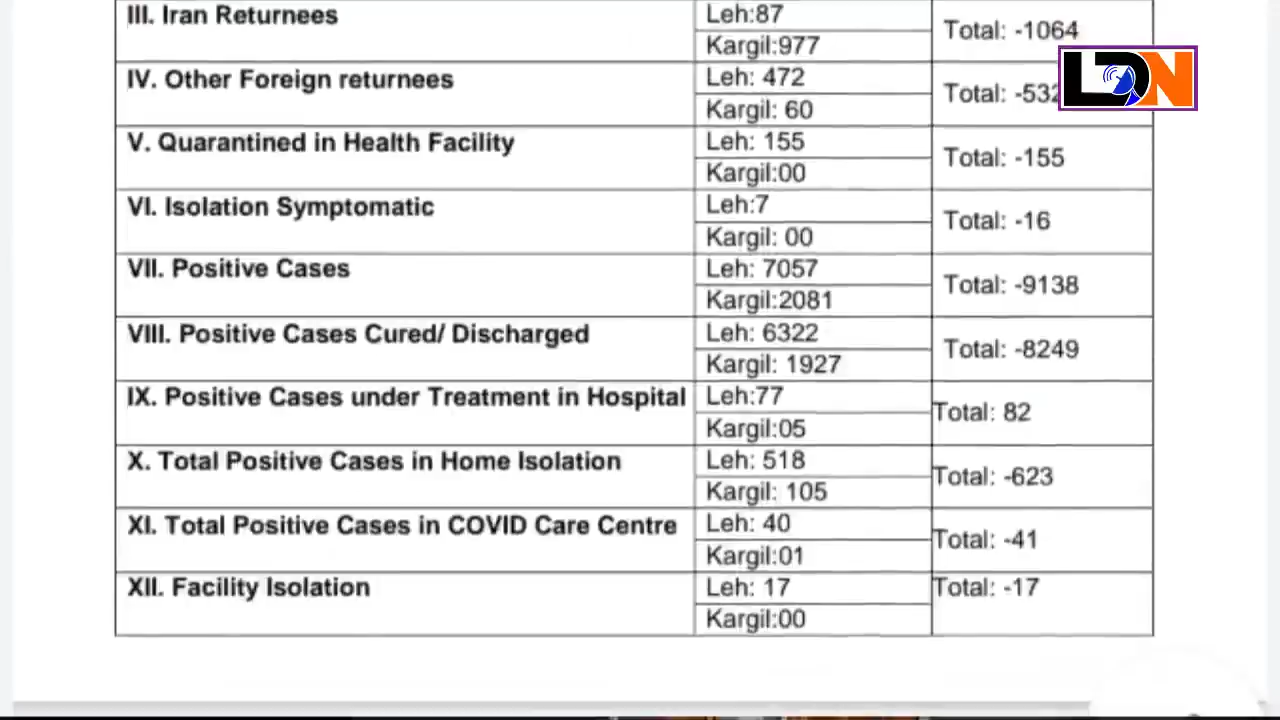 III. Iran Returnees
Leh:87
Kargil:977
Total: -1064
LDN
IV. Other Foreign returnees
Leh: 472
Kargil: 60
Total: -532
V. Quarantined in Health Facility
Leh: 155
Kargil:00
Total: -155
VI. Isolation Symptomatic
Leh:7
Kargil: 00
Total: -16
VII. Positive Cases
Leh: 7057
Kargil:2081
Total: -9138
VIII. Positive Cases Cured/ Discharged
Leh: 6322
Kargil: 1927
Total: -8249
IX. Positive Cases under Treatment in Hospital
Leh:77
Kargil:05
Total: 82
X. Total Positive Cases in Home Isolation
Leh: 518
Kargil: 105
Total: -623
XI. Total Positive Cases in COVID Care Centre
Leh: 40
Kargil:01
Total: -41
XII. Facility Isolation
Leh: 17
Kargil:00
Total: -17